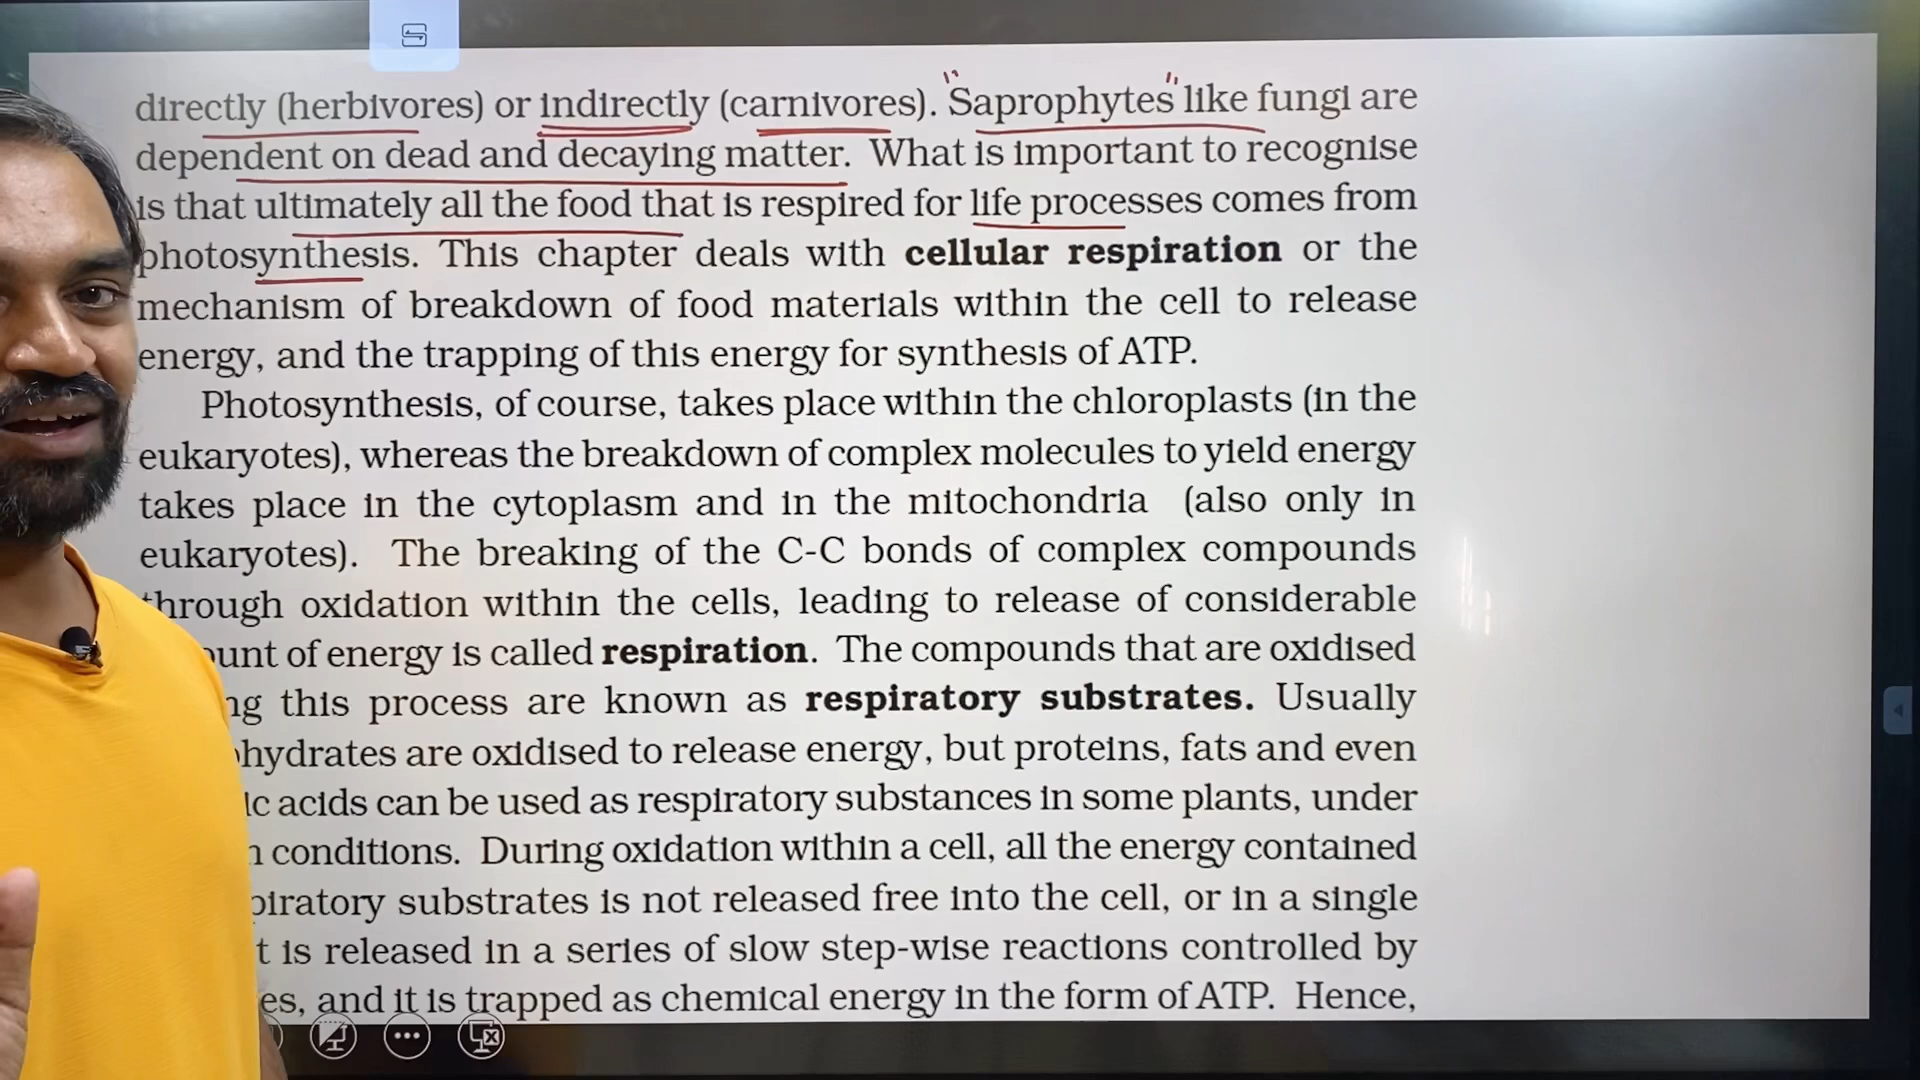 directly (herbivores) or indirectly (carnivores). "Saprophytes" like fungi are
dependent on dead and decaying matter. What is important to recognise
is that ultimately all the food that is respired for life processes comes from
photosynthesis. This chapter deals with cellular respiration or the
mechanism of breakdown of food materials within the cell to release
energy, and the trapping of this energy for synthesis of ATP.
Photosynthesis, of course, takes place within the chloroplasts (in the
eukaryotes), whereas the breakdown of complex molecules to yield energy
takes place in the cytoplasm and in the mitochondria (also only in
eukaryotes). The breaking of the C-C bonds of complex compounds
through oxidation within the cells, leading to release of considerable
of energy is called respiration. The compounds that are oxidised
this process are known as respiratory substrates. Usually
are oxidised to release energy, but proteins, fats and even
acids can be used as respiratory substances in some plants, under
conditions. During oxidation within a cell, all the energy contained
substrates is not released free into the cell, or in a single
is released in a series of slow step-wise reactions controlled by
and it is trapped as chemical energy in the form of ATP. Hence,